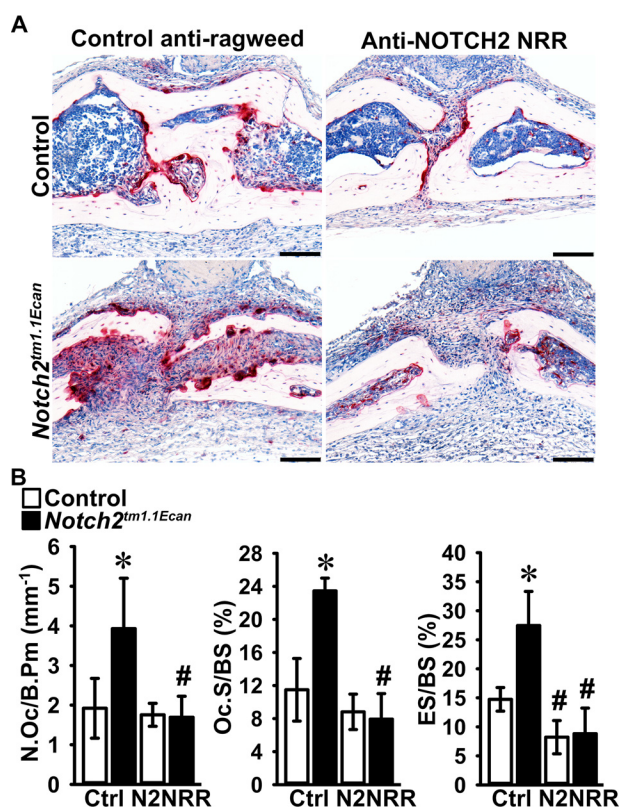 A
Control anti-ragweed
Anti-NOTCH2 NRR
Control
Notch2tm1.1Ecan
B
Control
Notch2tm1.1Ecan
N.Oc/B.Pm (mm-1)
6
5
4
3
2
1
0
*
#
Ctrl N2NRR
Oc.S/BS (%)
28
24
20
16
12
8
4
0
*
#
Ctrl N2NRR
ES/BS (%)
40
35
30
25
20
15
10
5
0
*
#
#
Ctrl N2NRR